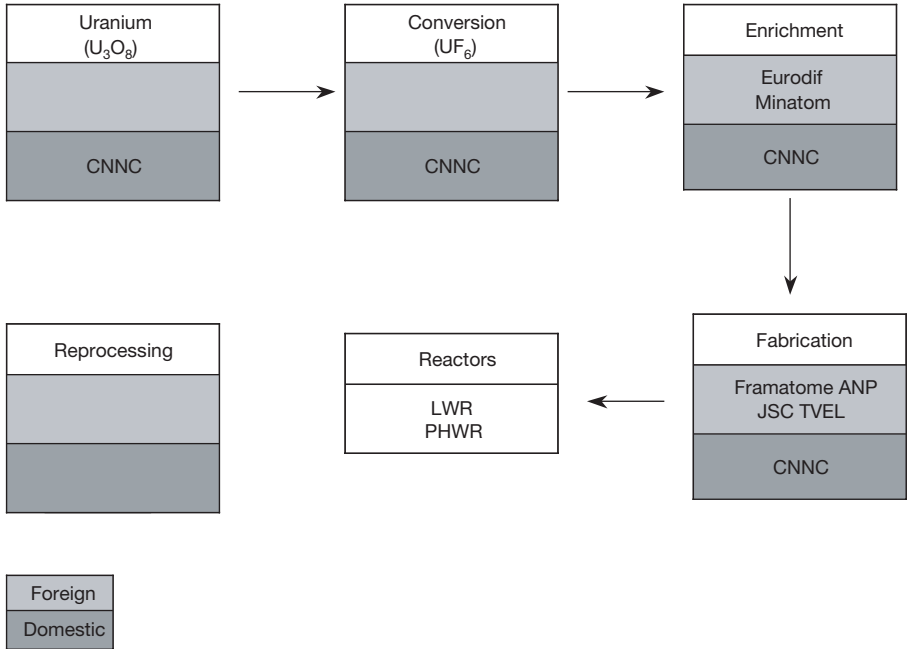 Uranium
(U₃O₈)
CNNC
Conversion
(UF₆)
CNNC
Enrichment
Eurodif
Minatom
CNNC
Reprocessing
Reactors
LWR
PHWR
Fabrication
Framatome ANP
JSC TVEL
CNNC
Foreign
Domestic